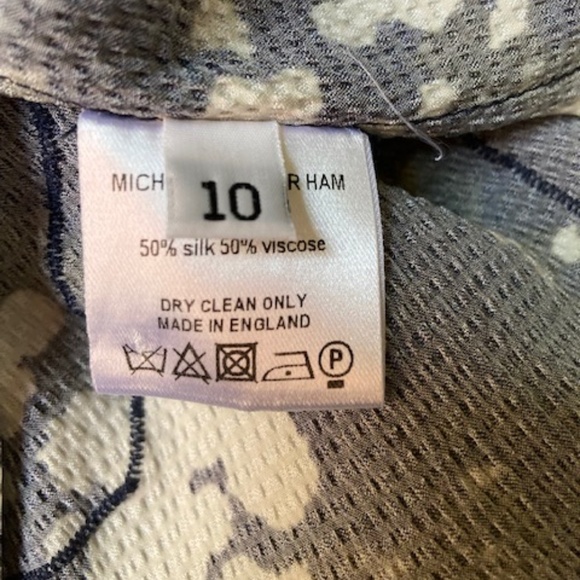 MICH R HAM
10
50% silk 50% viscose
DRY CLEAN ONLY
MADE IN ENGLAND
P